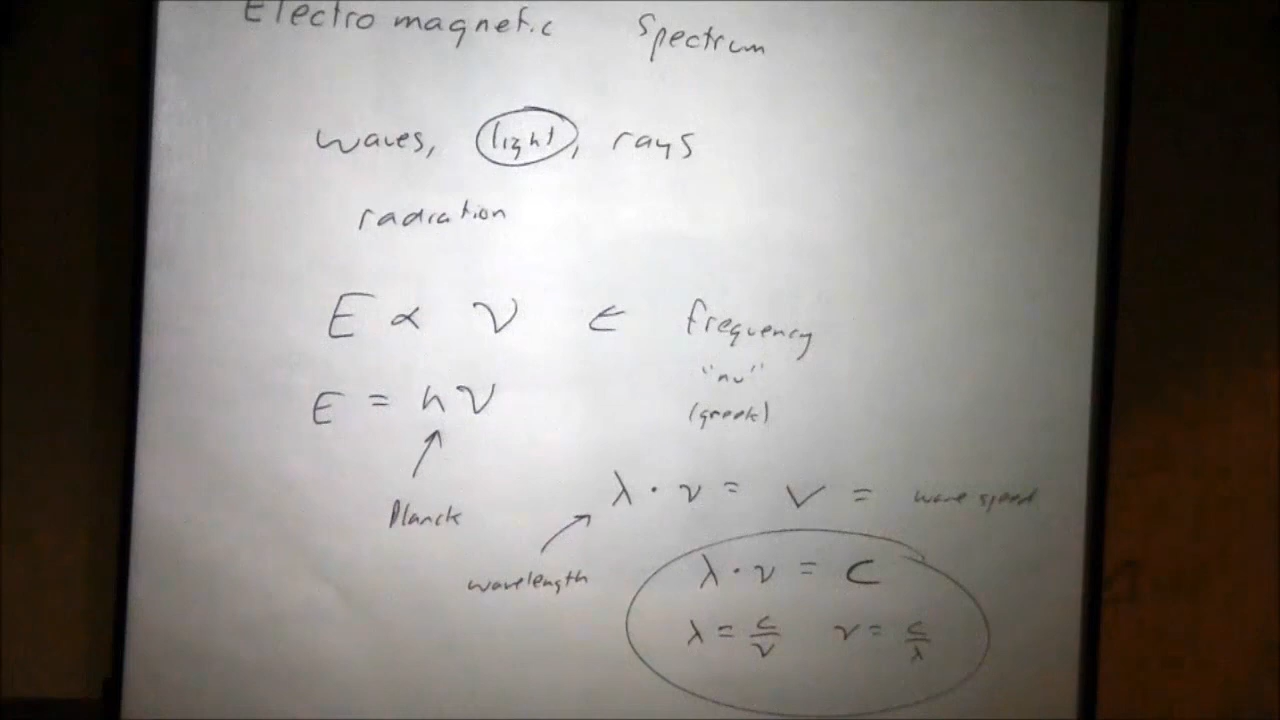 Electromagnetic Spectrum
waves, light, rays
radiation
E ∝ ν ← frequency
"nu"
(greek)
E = hν
Planck
λ · ν = v = wave speed
wavelength
λ · ν = c
λ = c/ν ν = c/λ